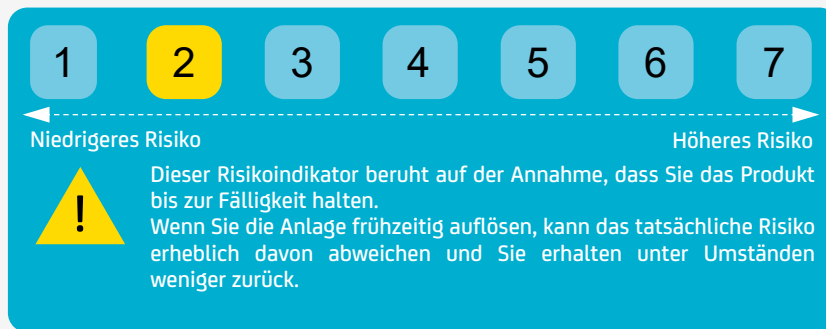 1 2 3 4 5 6 7
Niedrigeres Risiko Höheres Risiko
Dieser Risikoindikator beruht auf der Annahme, dass Sie das Produkt
bis zur Fälligkeit halten.
Wenn Sie die Anlage frühzeitig auflösen, kann das tatsächliche Risiko
erheblich davon abweichen und Sie erhalten unter Umständen
weniger zurück.
!